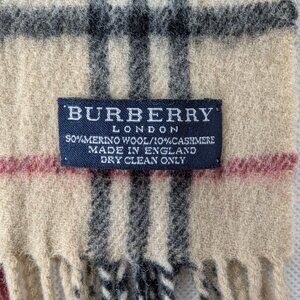 BURBERRY
LONDON
90%MERINO WOOL/10%CASHMERE
MADE IN ENGLAND
DRY CLEAN ONLY